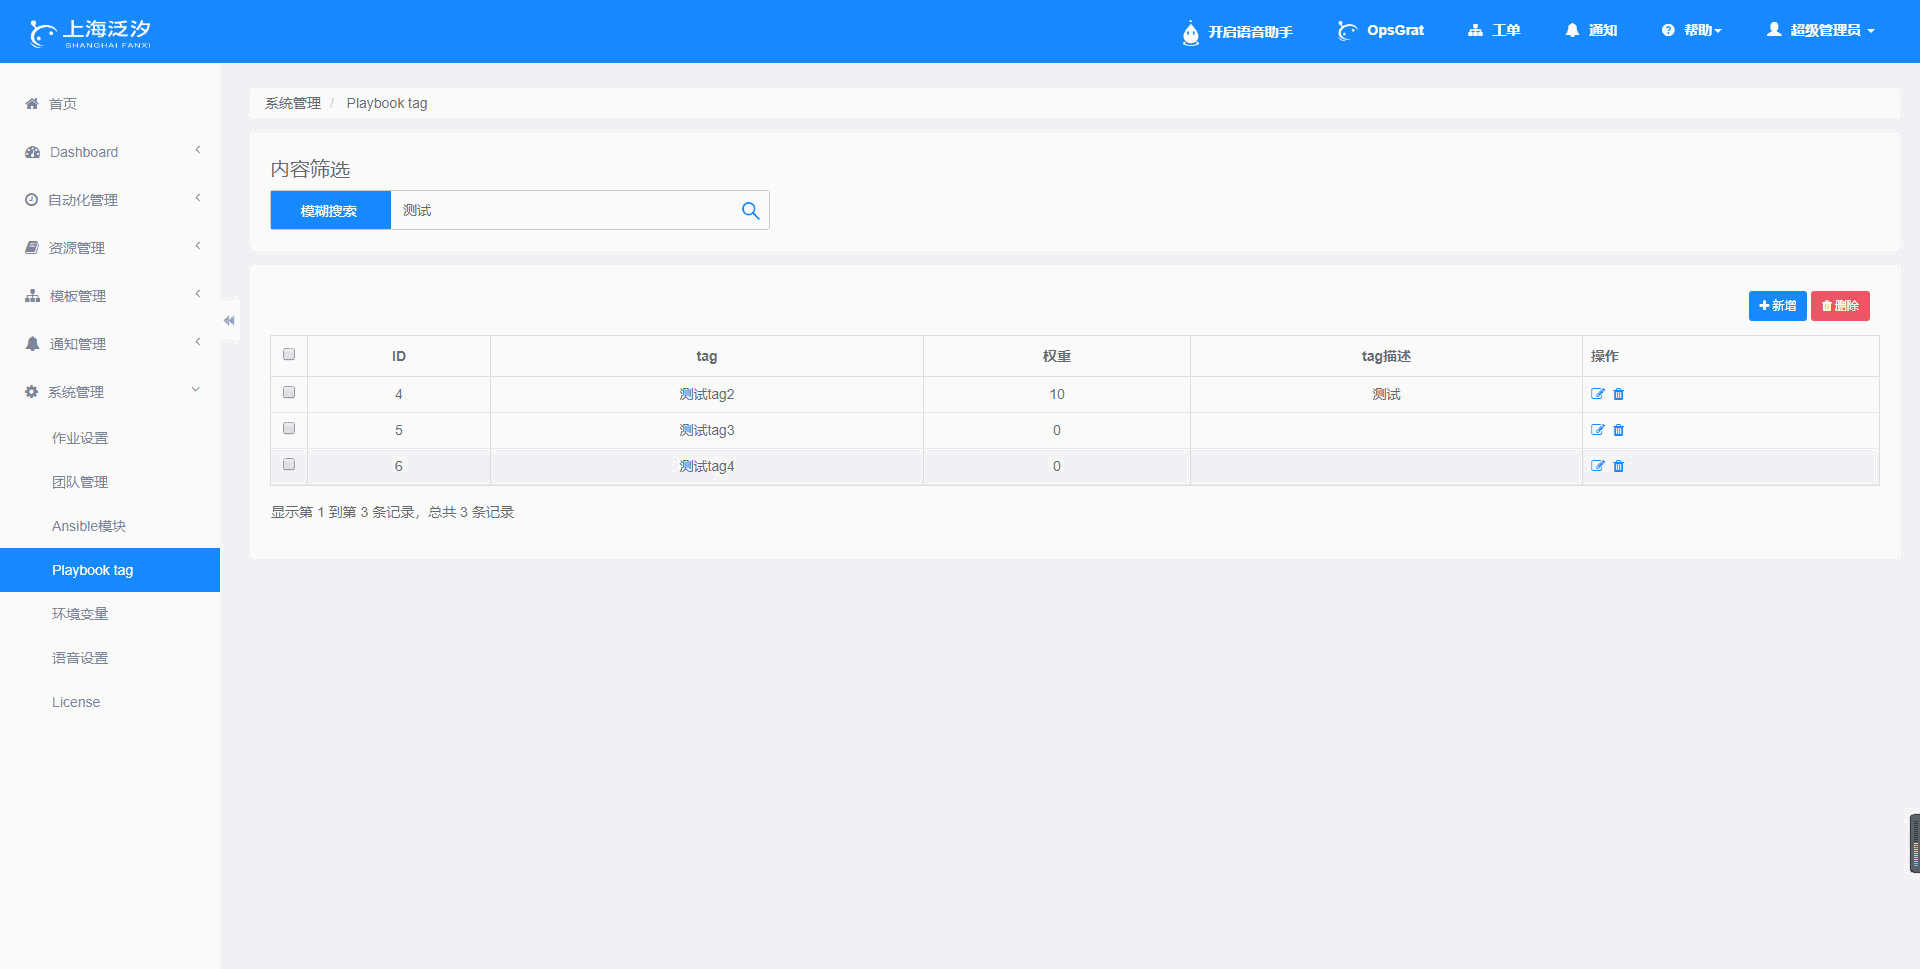 上海泛汐
SHANGHAI FANXI
开启语音助手
OpsGrat
工单
通知
帮助
超级管理员
首页
Dashboard
自动化管理
资源管理
模板管理
通知管理
系统管理
作业设置
团队管理
Ansible模块
Playbook tag
环境变量
语音设置
License
系统管理 / Playbook tag
内容筛选
模糊搜索 测试
新增 删除
ID tag 权重 tag描述 操作
4 测试tag2 10 测试
5 测试tag3 0
6 测试tag4 0
显示第 1 到第 3 条记录，总共 3 条记录